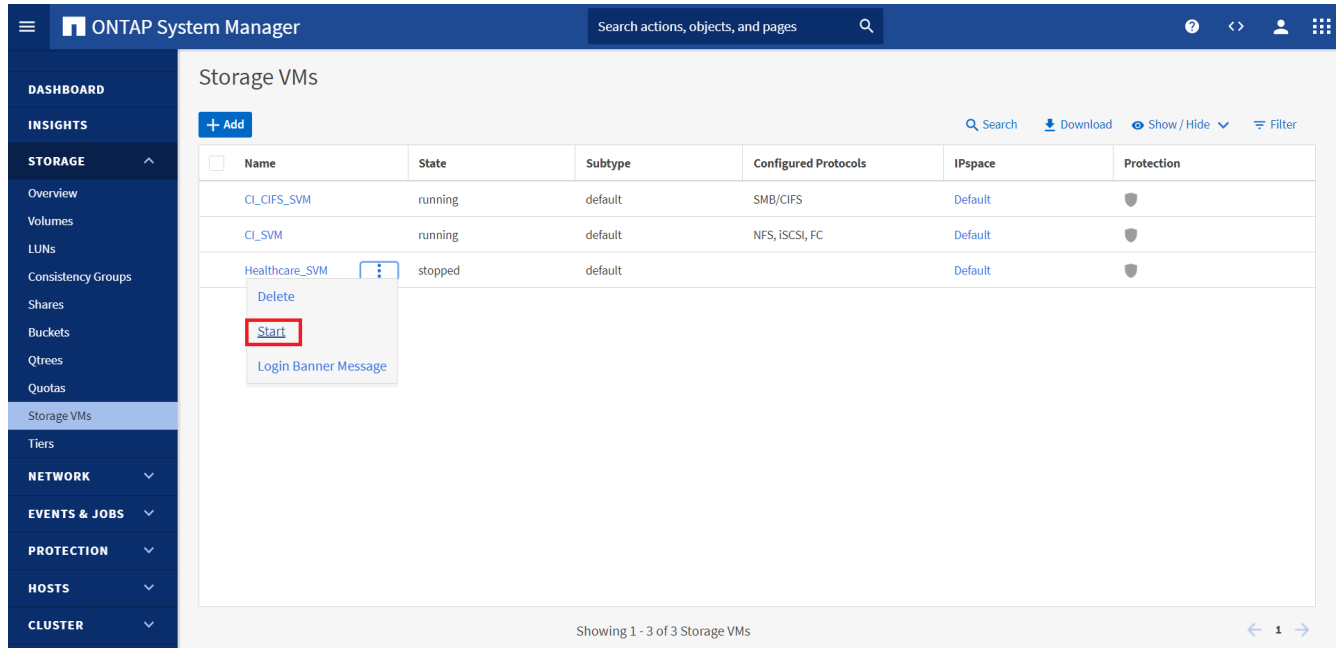 ONTAP System Manager
Search actions, objects, and pages
DASHBOARD
INSIGHTS
STORAGE
Overview
Volumes
LUNs
Consistency Groups
Shares
Buckets
Qtrees
Quotas
Storage VMs
Tiers
NETWORK
EVENTS & JOBS
PROTECTION
HOSTS
CLUSTER
Storage VMs
+ Add
Search Download Show / Hide Filter
Name State Subtype Configured Protocols IPspace Protection
CI_CIFS_SVM running default SMB/CIFS Default
CI_SVM running default NFS, iSCSI, FC Default
Healthcare_SVM stopped default Default
Delete
Start
Login Banner Message
Showing 1 - 3 of 3 Storage VMs
1